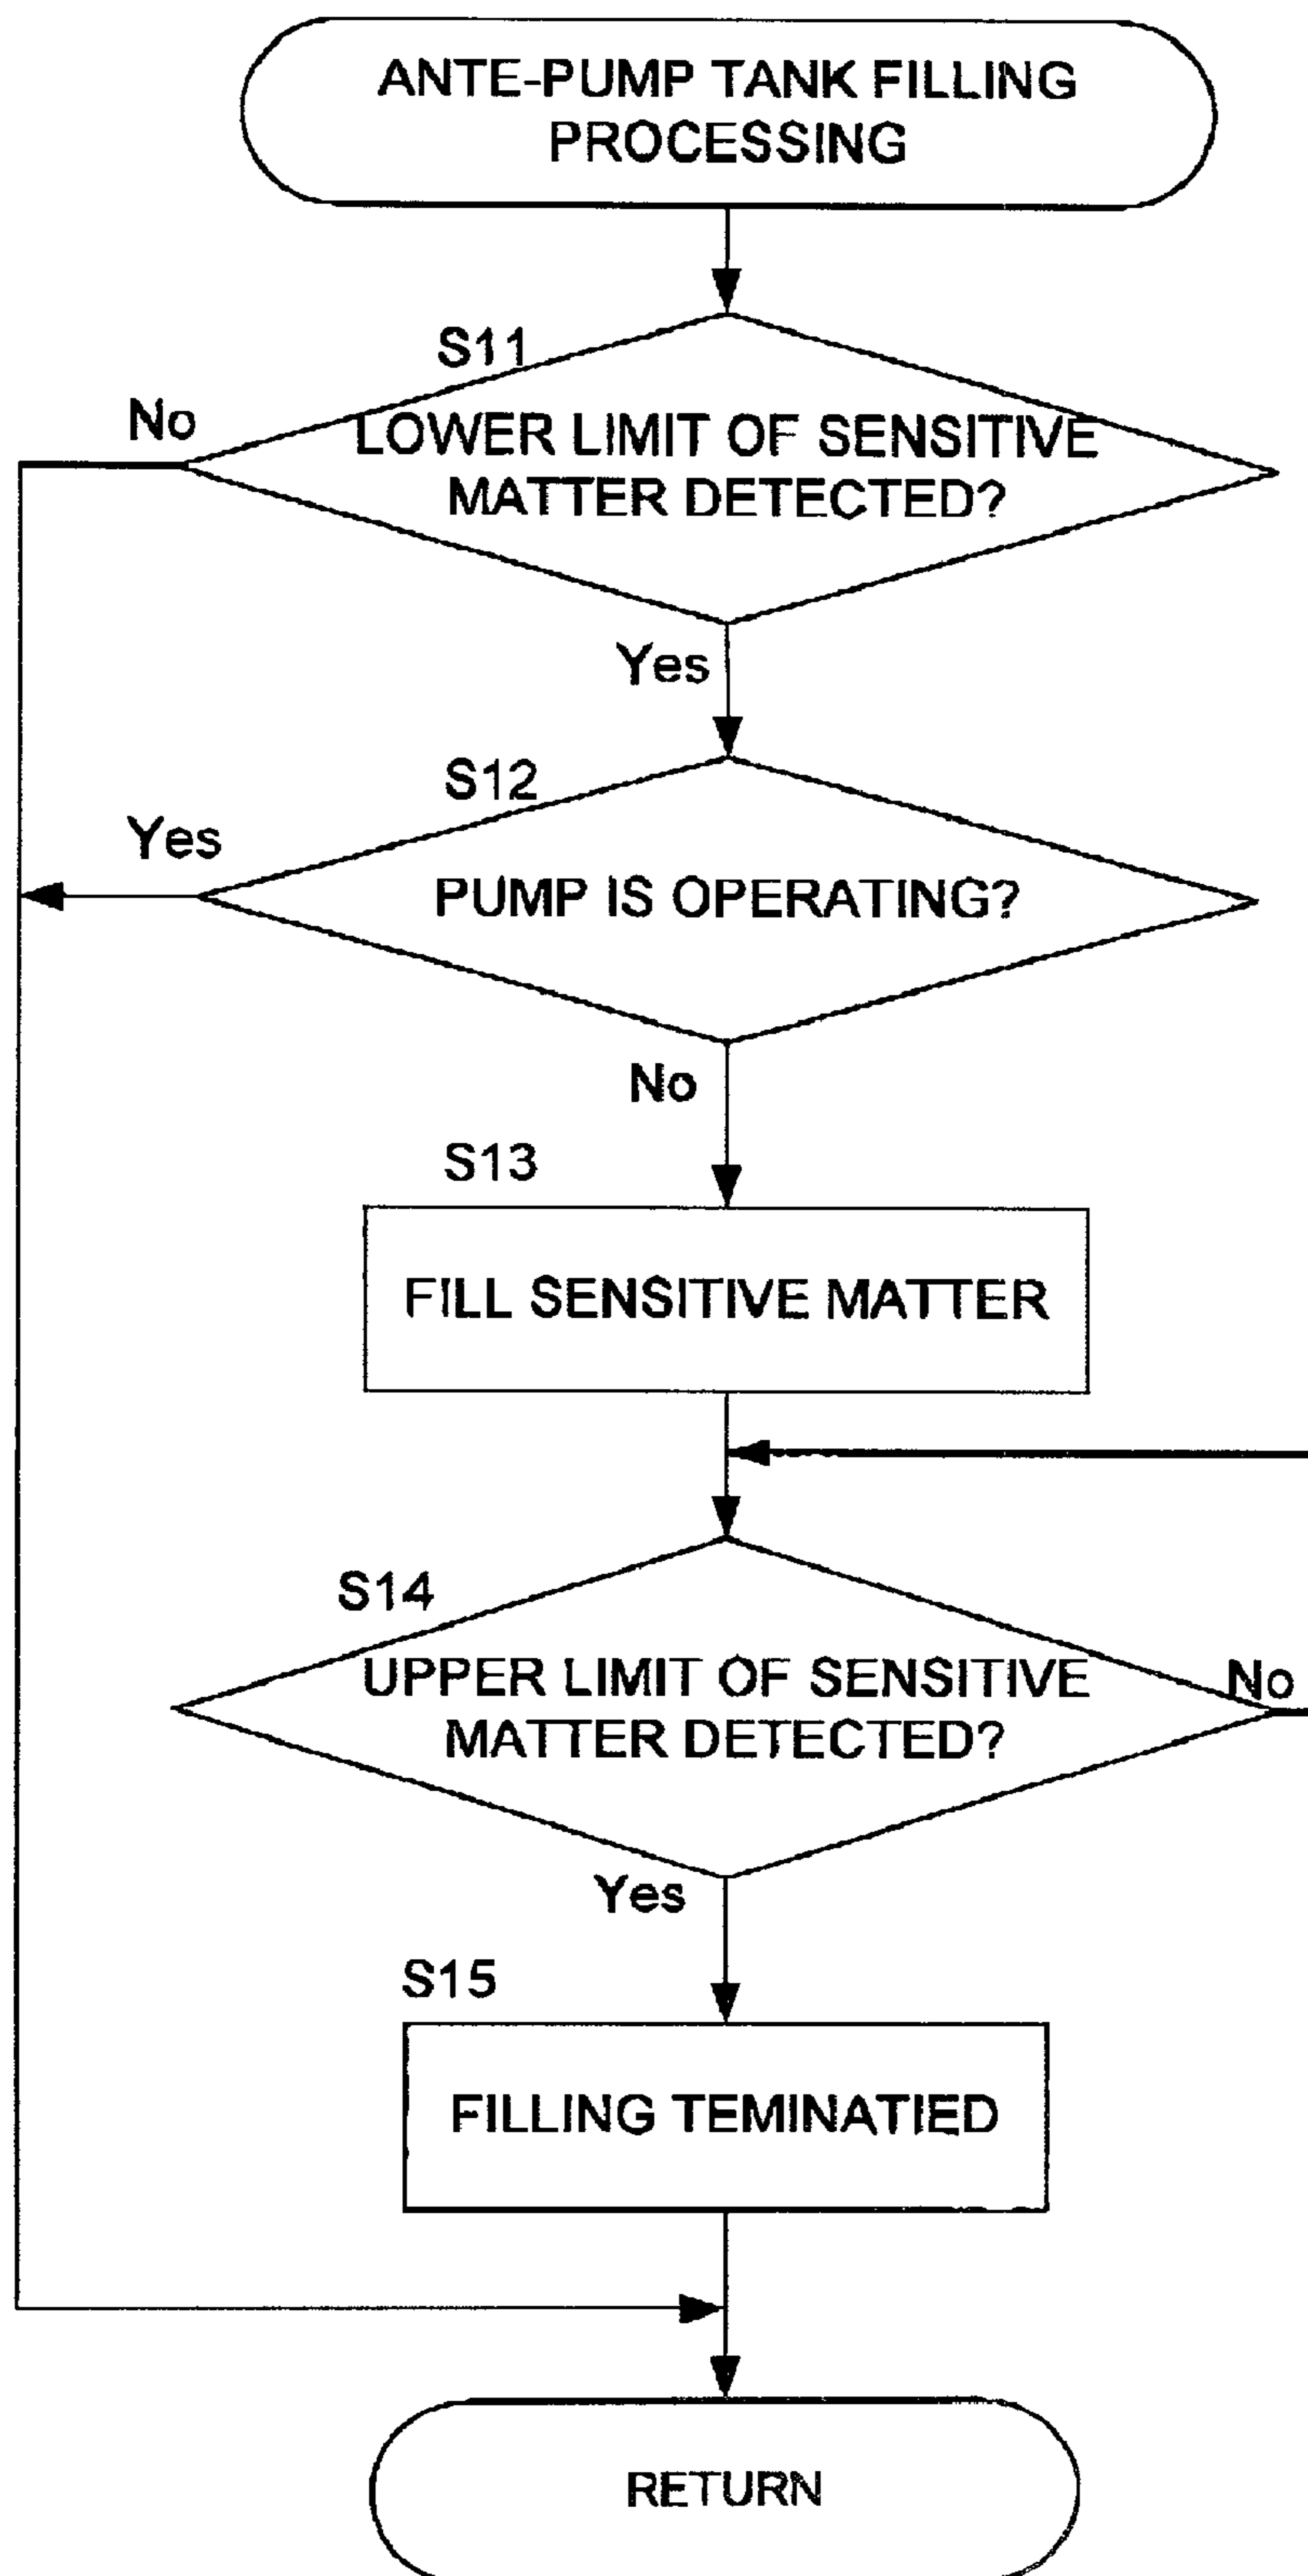 ANTE-PUMP TANK FILLING
PROCESSING
S11
No
LOWER LIMIT OF SENSITIVE
MATTER DETECTED?
Yes
S12
Yes
PUMP IS OPERATING?
No
S13
FILL SENSITIVE MATTER
S14
UPPER LIMIT OF SENSITIVE
No
MATTER DETECTED?
Yes
S15
FILLING TEMINATIED
RETURN